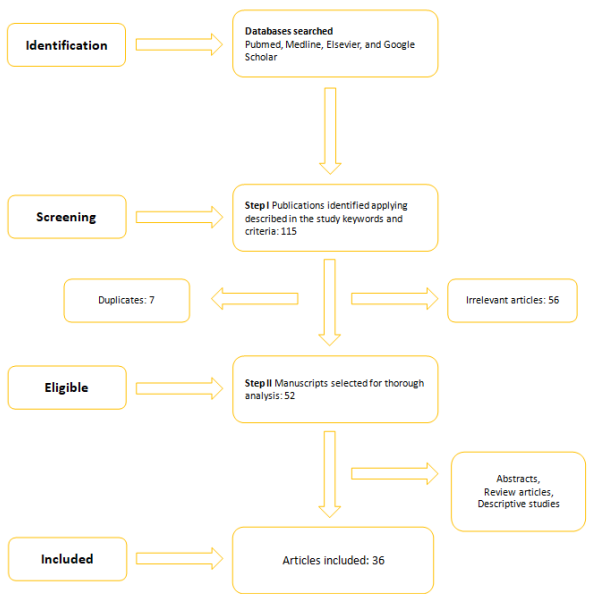 Identification
Databases searched
Pubmed, Medline, Elsevier, and Google
Scholar
Screening
Step I Publications identified applying
described in the study keywords and
criteria: 115
Duplicates: 7
Irrelevant articles: 56
Eligible
Step II Manuscripts selected for thorough
analysis: 52
Abstracts,
Review articles,
Descriptive studies
Included
Articles included: 36